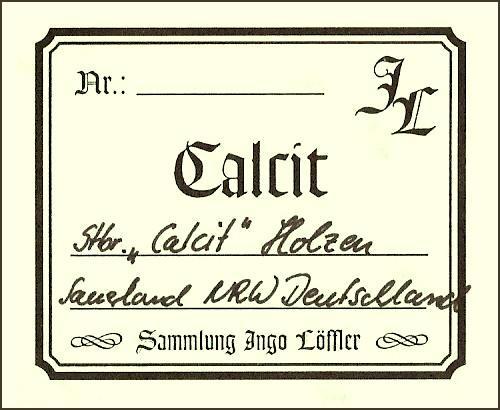 Nr.:
IL
Calcit
Stbr. „Calcit“ Holzen
Sauerland NRW Deutschland
Sammlung Ingo Löffler